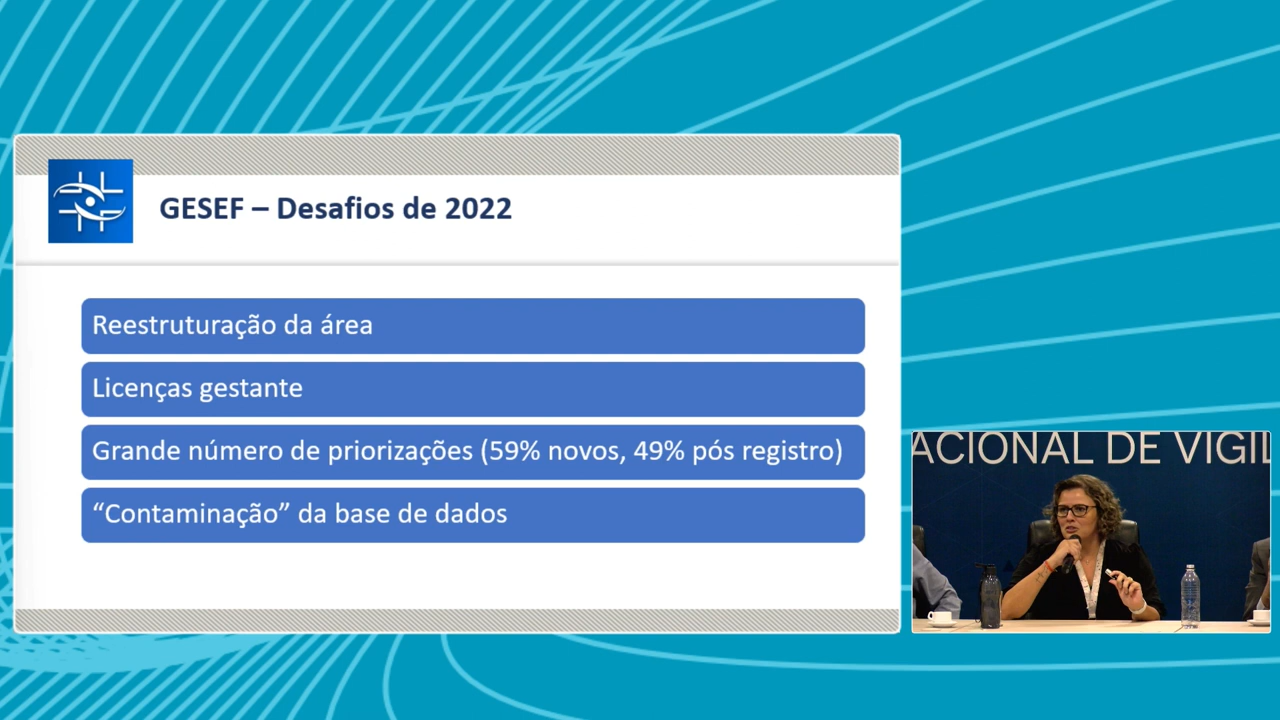 GESEF – Desafios de 2022
Reestruturação da área
Licenças gestante
Grande número de priorizações (59% novos, 49% pós registro)
“Contaminação” da base de dados
ACIONAL DE VIGIL